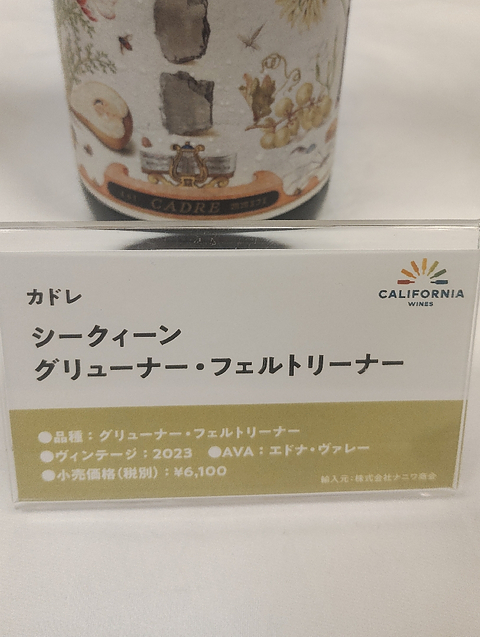 CADRE
カドレ
CALIFORNIA
WINES
シークィーン
グリューナー・フェルトリーナー
●品種：グリューナー・フェルトリーナー
●ヴィンテージ：2023 ●AVA：エドナ・ヴァレー
●小売価格（税別）：¥6,100
輸入元：株式会社ナニワ商会